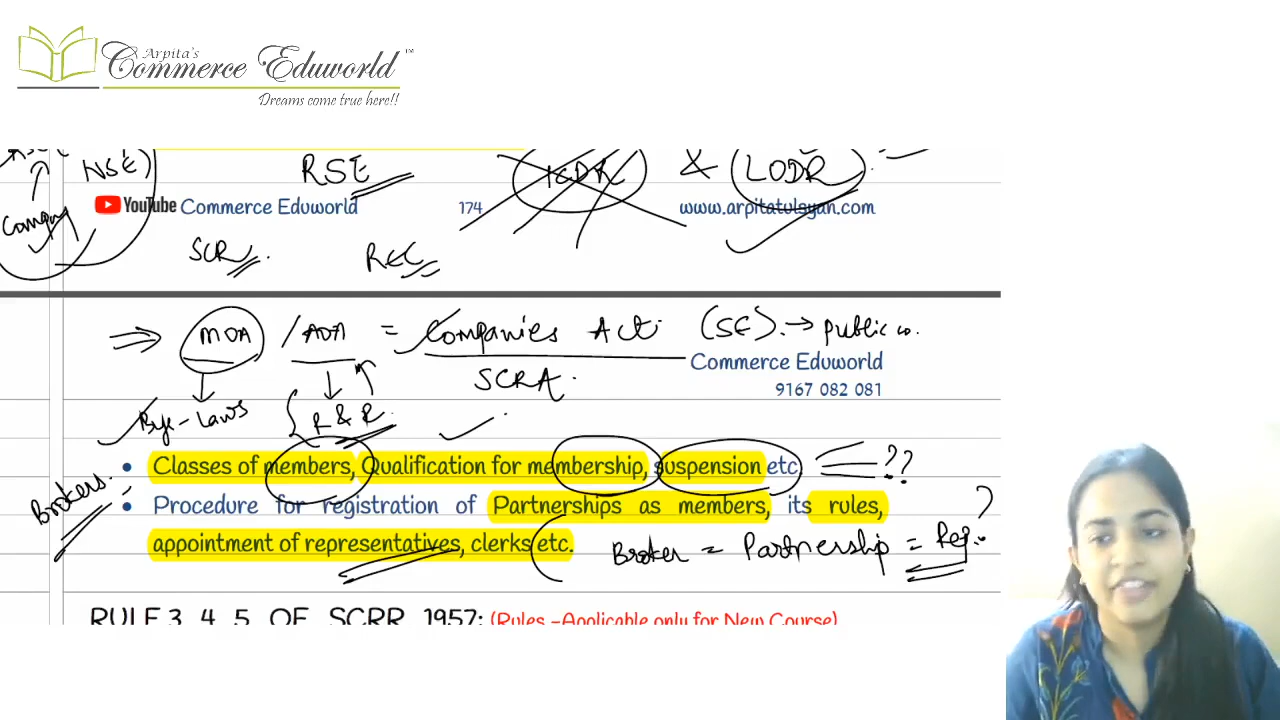 Arpita's
Commerce Eduworld™
Dreams come true here!!
NSE)
RSE
ICDR & LODR
YouTube Commerce Eduworld 174 www.arpitatulsyan.com
Company
SCR REC
⇒ MOA / AOA = Companies Act (SE) → public co.
Commerce Eduworld
SCRA
9167 082 081
Bye-laws R & R
• Classes of members, Qualification for membership, suspension etc ??
Brokers
• Procedure for registration of Partnerships as members, its rules, ?
appointment of representatives, clerks etc. Broker = Partnership = Rep.
RULE 3, 4, 5 OF SCRR 1957: (Rules -Applicable only for New Course)